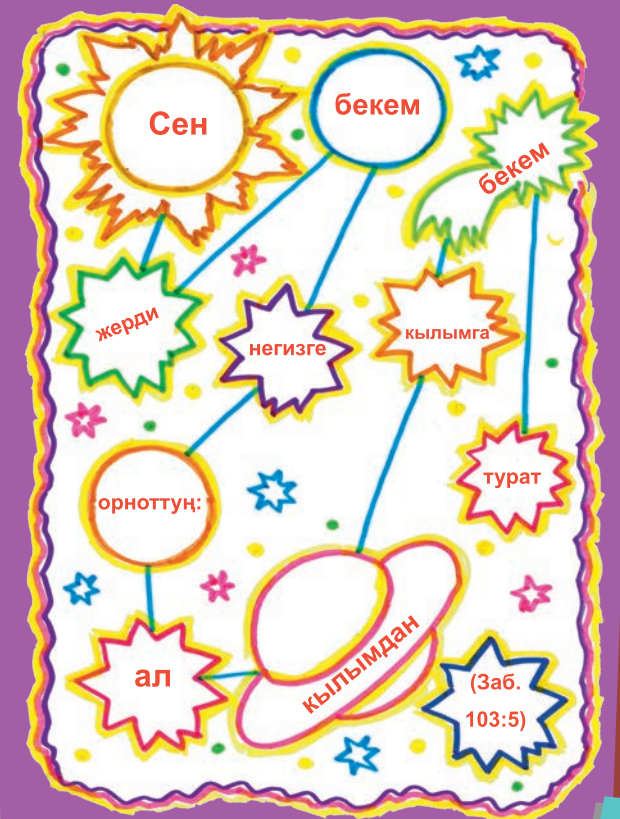 Сен
бекем
бекем
жерди
негизге
кылымга
турат
орноттуң:
ал
кылымдан
(Заб.
103:5)